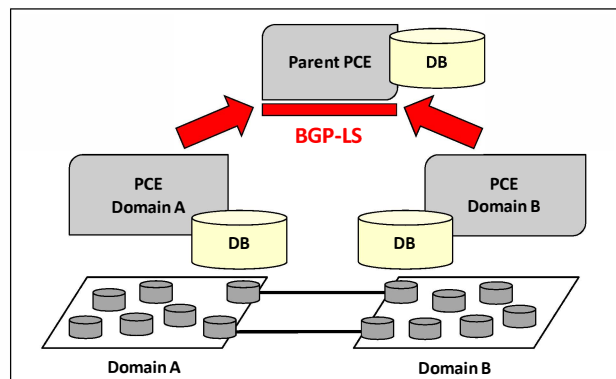 Parent PCE
DB
BGP-LS
PCE
Domain A
PCE
Domain B
DB
DB
Domain A
Domain B